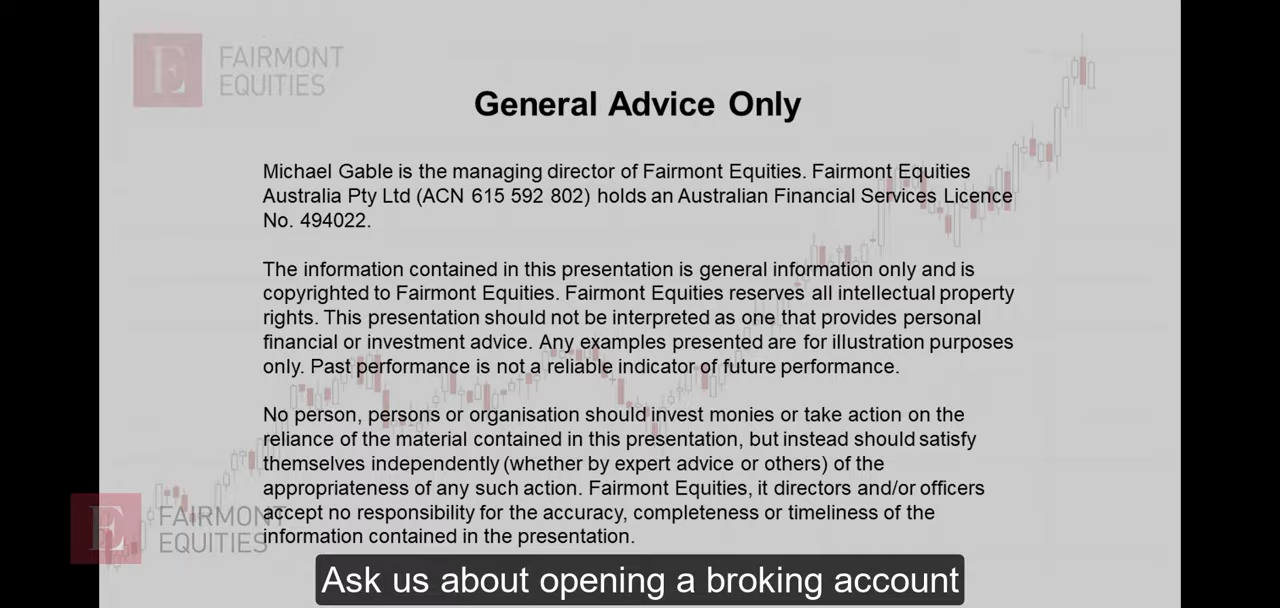 FAIRMONT
EQUITIES
General Advice Only
Michael Gable is the managing director of Fairmont Equities. Fairmont Equities
Australia Pty Ltd (ACN 615 592 802) holds an Australian Financial Services Licence
No. 494022.
The information contained in this presentation is general information only and is
copyrighted to Fairmont Equities. Fairmont Equities reserves all intellectual property
rights. This presentation should not be interpreted as one that provides personal
financial or investment advice. Any examples presented are for illustration purposes
only. Past performance is not a reliable indicator of future performance.
No person, persons or organisation should invest monies or take action on the
reliance of the material contained in this presentation, but instead should satisfy
themselves independently (whether by expert advice or others) of the
appropriateness of any such action. Fairmont Equities, it directors and/or officers
accept no responsibility for the accuracy, completeness or timeliness of the
information contained in the presentation.
FAIRMONT
EQUITIES
Ask us about opening a broking account